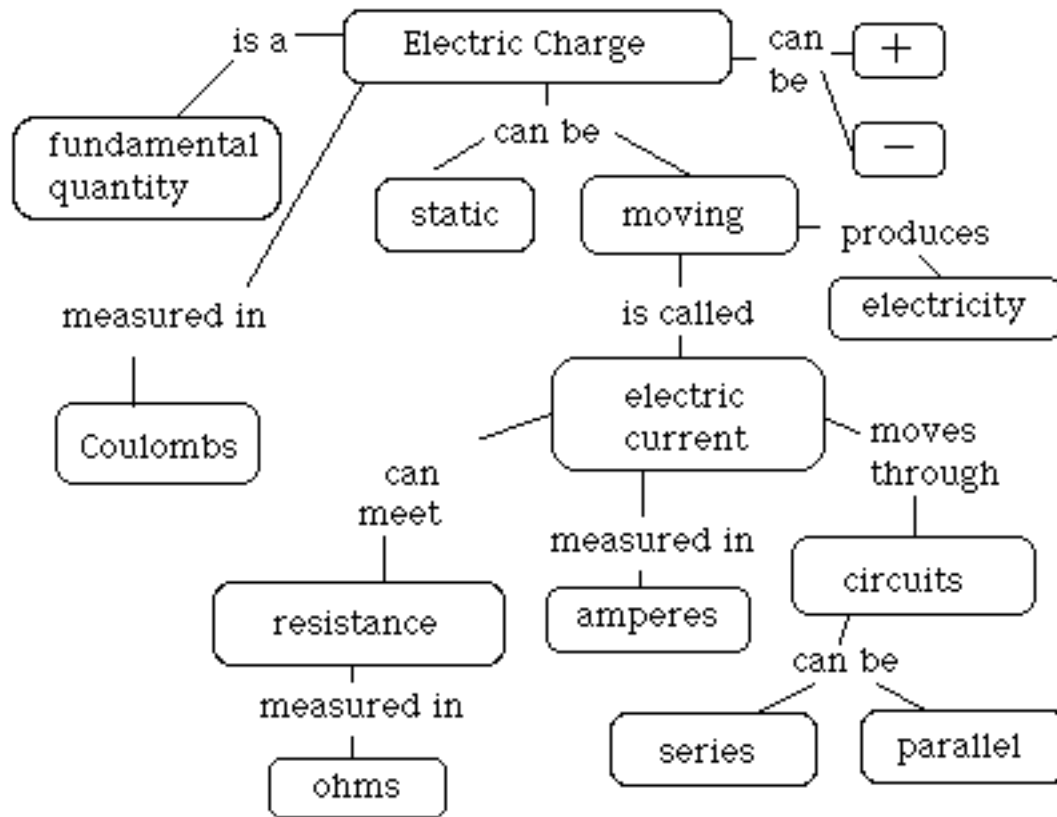 is a
Electric Charge
can
be
+
−
fundamental
quantity
can be
static
moving
produces
electricity
measured in
is called
Coulombs
electric
current
moves
through
can
meet
measured in
circuits
resistance
amperes
can be
measured in
series
parallel
ohms